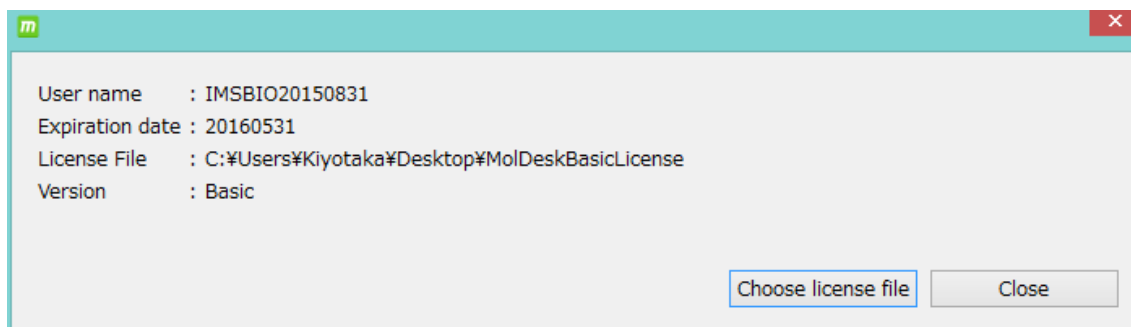 m
User name : IMSBIO20150831
Expiration date : 20160531
License File : C:¥Users¥Kiyotaka¥Desktop¥MolDeskBasicLicense
Version : Basic
Choose license file Close